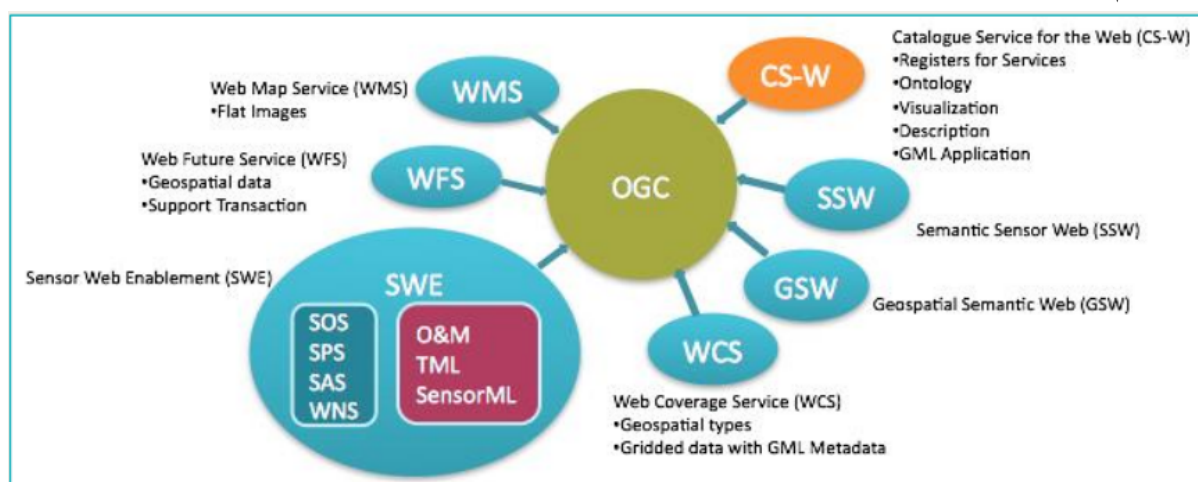 Web Map Service (WMS)
•Flat Images
WMS
CS-W
Catalogue Service for the Web (CS-W)
•Registers for Services
•Ontology
•Visualization
•Description
•GML Application
Web Future Service (WFS)
•Geospatial data
•Support Transaction
WFS
OGC
SSW
Semantic Sensor Web (SSW)
Sensor Web Enablement (SWE)
SWE
SOS
SPS
SAS
WNS
O&M
TML
SensorML
GSW
Geospatial Semantic Web (GSW)
WCS
Web Coverage Service (WCS)
•Geospatial types
•Gridded data with GML Metadata